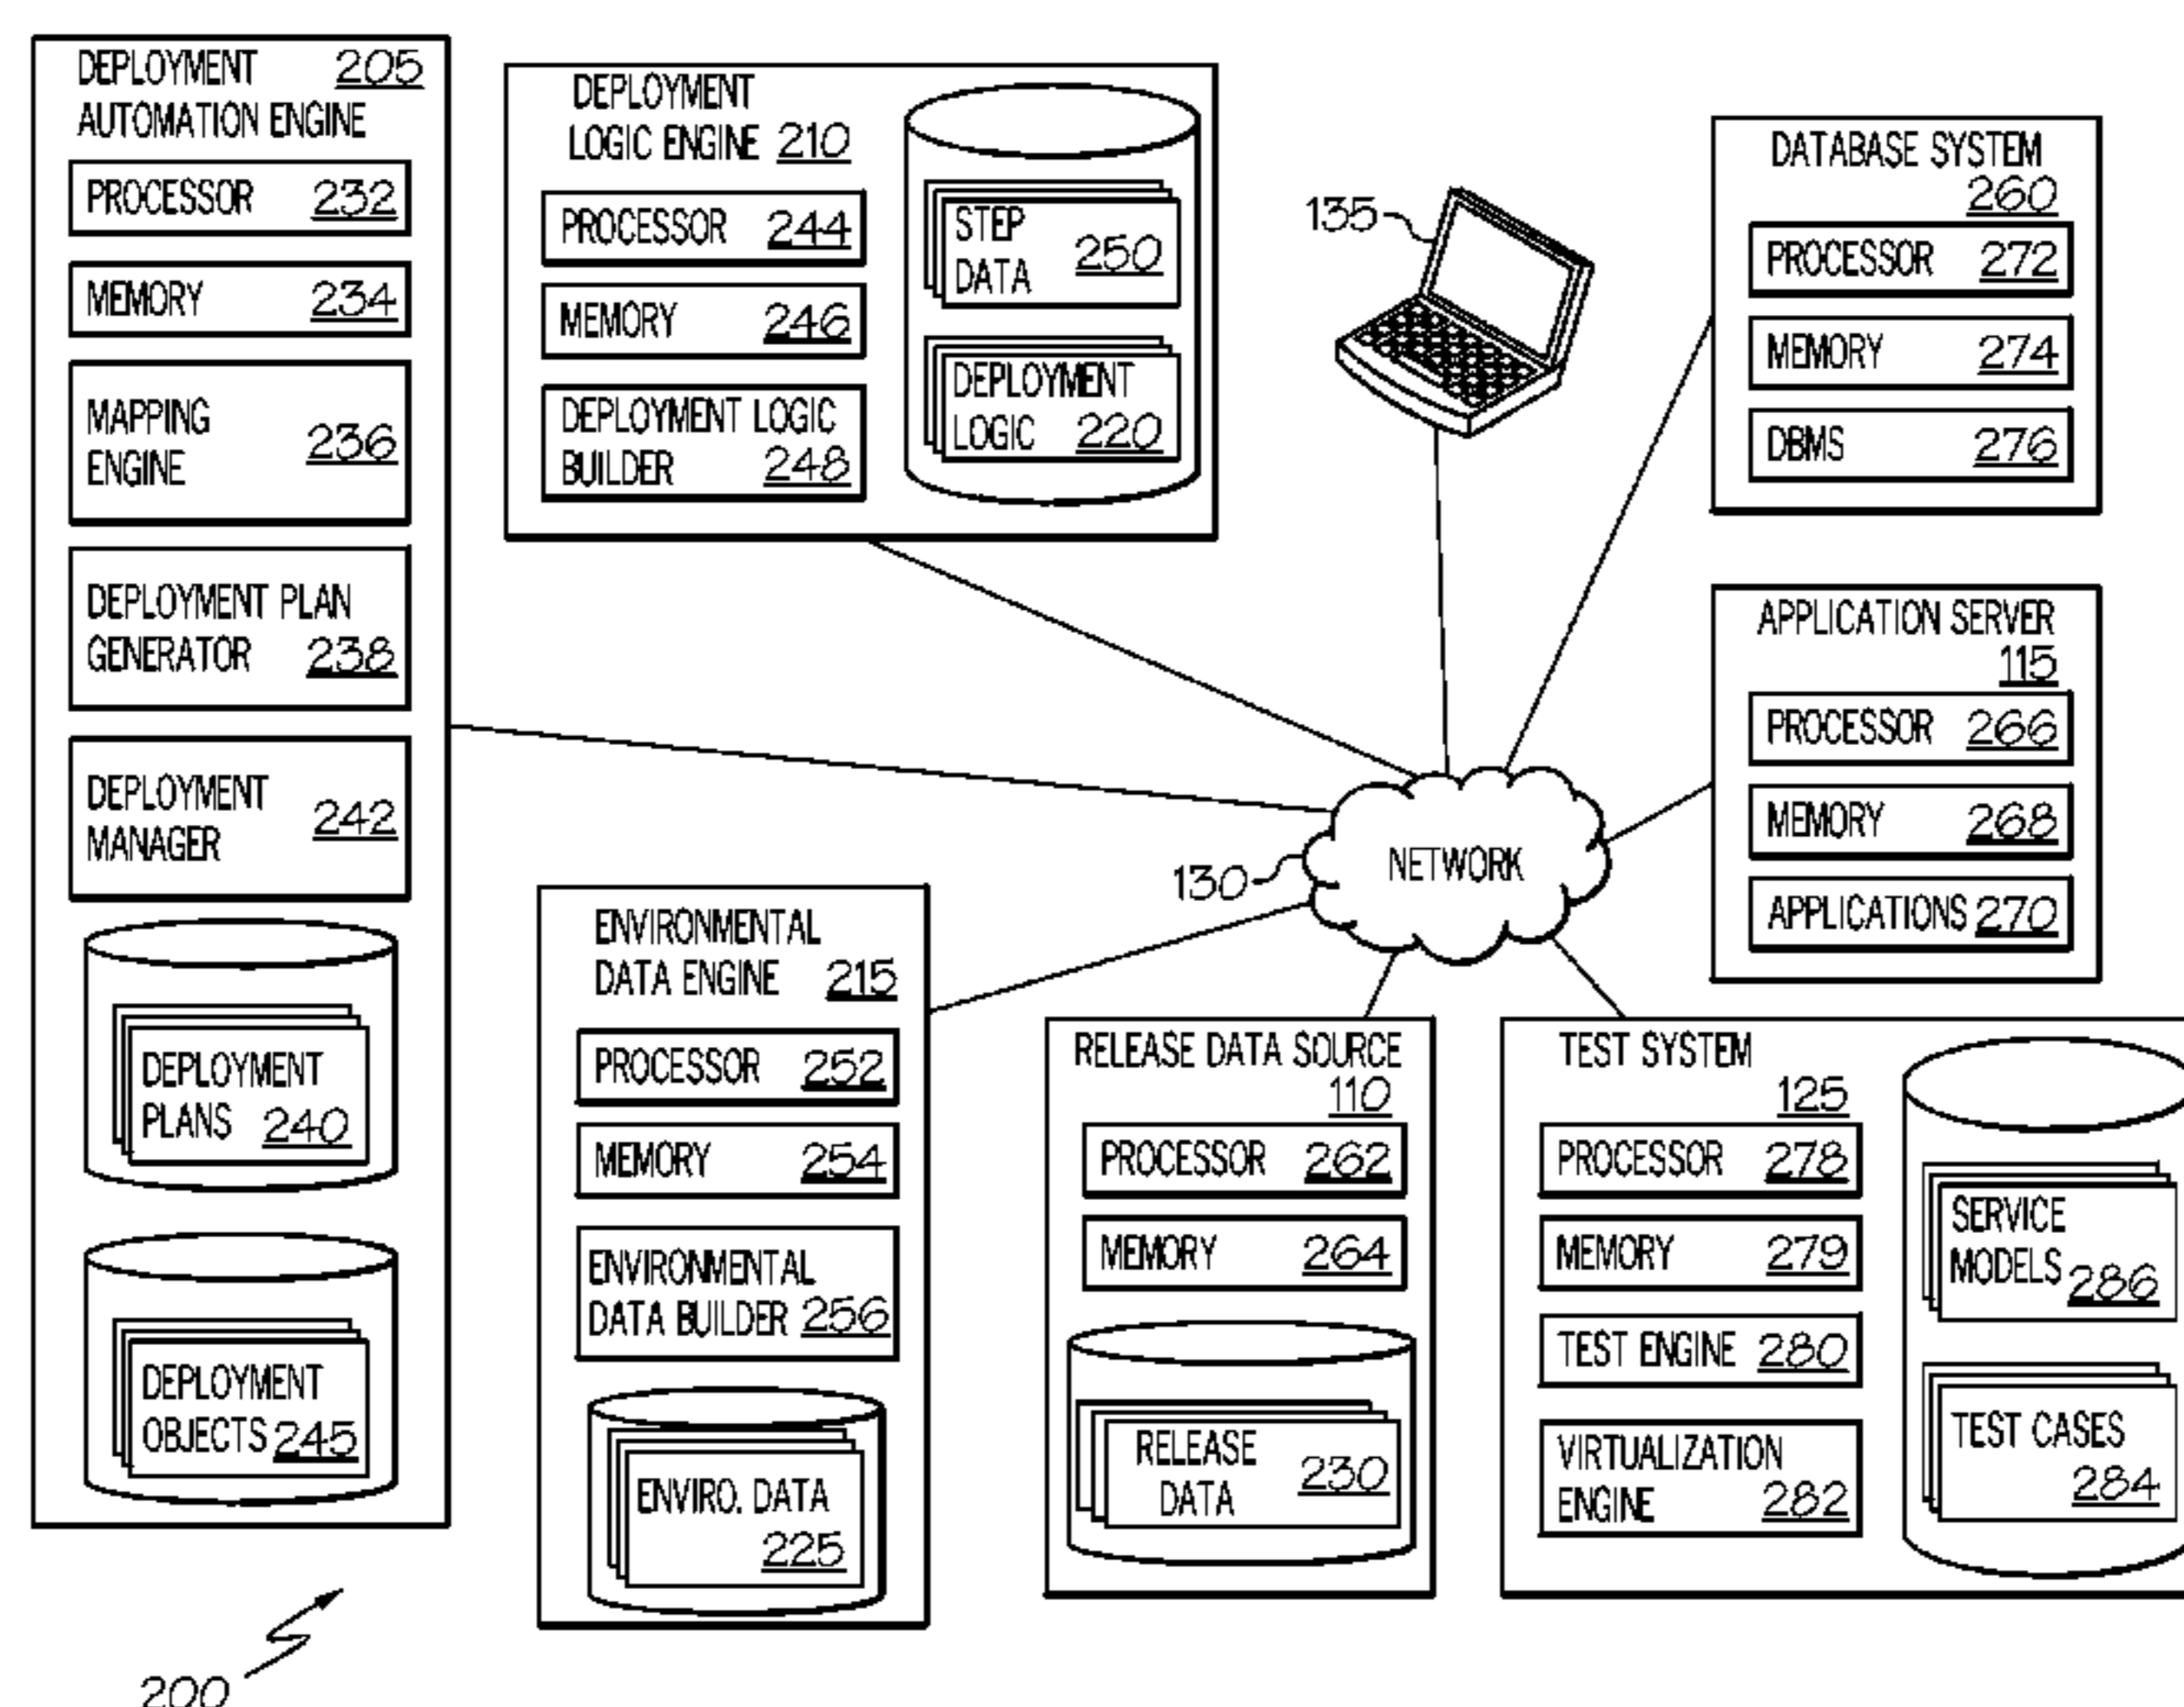 DEPLOYMENT 205
AUTOMATION ENGINE
PROCESSOR 232
MEMORY 234
MAPPING
ENGINE 236
DEPLOYMENT PLAN
GENERATOR 238
DEPLOYMENT
MANAGER 242
DEPLOYMENT
PLANS 240
DEPLOYMENT
OBJECTS 245
DEPLOYMENT
LOGIC ENGINE 210
PROCESSOR 244
MEMORY 246
DEPLOYMENT LOGIC
BUILDER 248
STEP
DATA 250
DEPLOYMENT
LOGIC 220
135
DATABASE SYSTEM
260
PROCESSOR 272
MEMORY 274
DBMS 276
APPLICATION SERVER
115
PROCESSOR 266
MEMORY 268
APPLICATIONS 270
NETWORK
130
ENVIRONMENTAL
DATA ENGINE 215
PROCESSOR 252
MEMORY 254
ENVIRONMENTAL
DATA BUILDER 256
ENVIRO. DATA
225
RELEASE DATA SOURCE
110
PROCESSOR 262
MEMORY 264
RELEASE
DATA 230
TEST SYSTEM
125
PROCESSOR 278
MEMORY 279
TEST ENGINE 280
VIRTUALIZATION
ENGINE 282
SERVICE
MODELS 286
TEST CASES
284
200